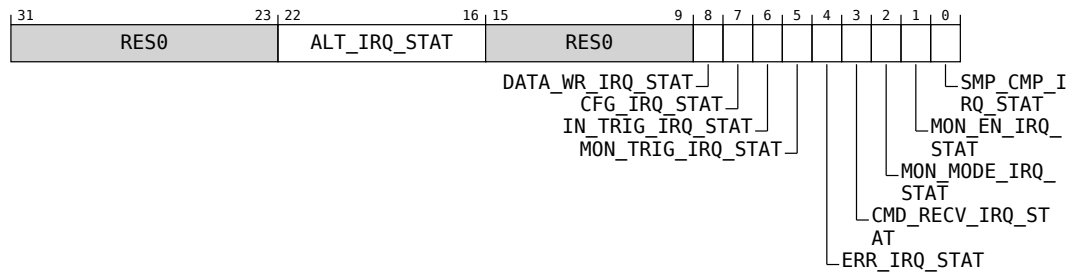 31 23 22 16 15 9 8 7 6 5 4 3 2 1 0
RES0 ALT_IRQ_STAT RES0
DATA_WR_IRQ_STAT
CFG_IRQ_STAT
IN_TRIG_IRQ_STAT
MON_TRIG_IRQ_STAT
SMP_CMP_I
RQ_STAT
MON_EN_IRQ_
STAT
MON_MODE_IRQ_
STAT
CMD_RECV_IRQ_ST
AT
ERR_IRQ_STAT